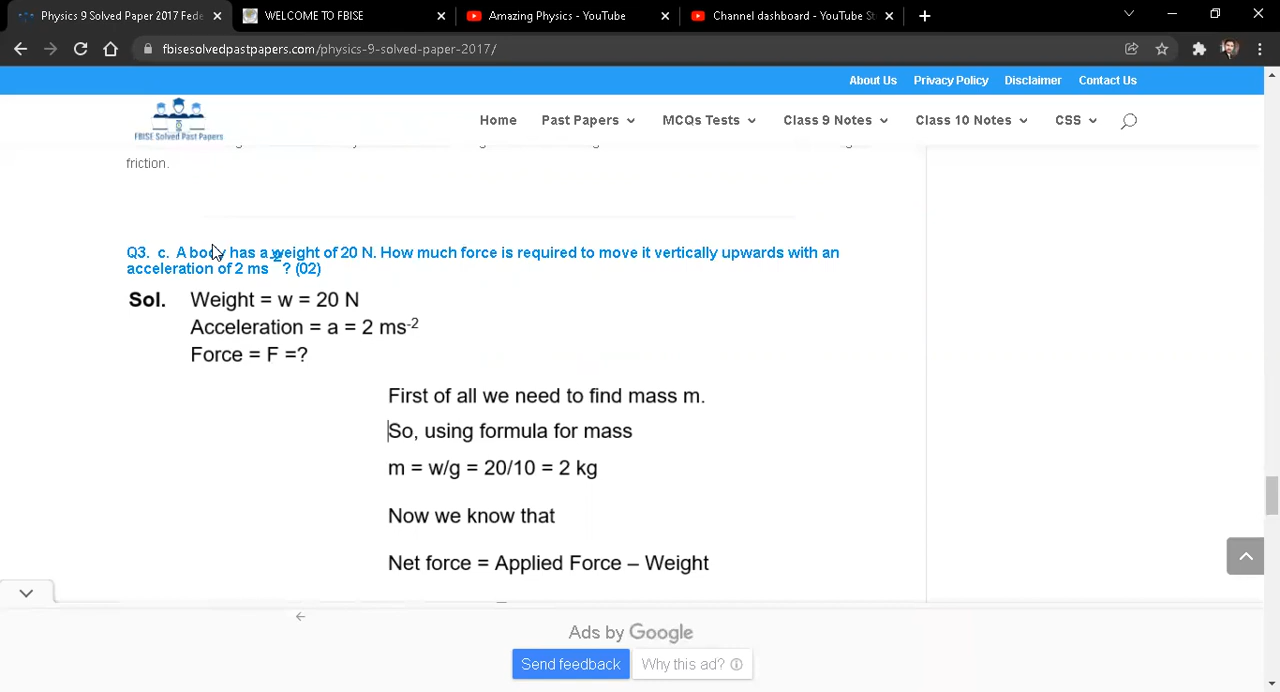 Physics 9 Solved Paper 2017 Fede
WELCOME TO FBISE
Amazing Physics - YouTube
Channel dashboard - YouTube St
fbisesolvedpastpapers.com/physics-9-solved-paper-2017/
About Us Privacy Policy Disclaimer Contact Us
FBISE Solved Past Papers
Home Past Papers MCQs Tests Class 9 Notes Class 10 Notes CSS
friction.
Q3. c. A body has a weight of 20 N. How much force is required to move it vertically upwards with an
acceleration of 2 ms-2 ? (02)
Sol. Weight = w = 20 N
Acceleration = a = 2 ms-2
Force = F =?
First of all we need to find mass m.
So, using formula for mass
m = w/g = 20/10 = 2 kg
Now we know that
Net force = Applied Force – Weight
Ads by Google
Send feedback Why this ad?